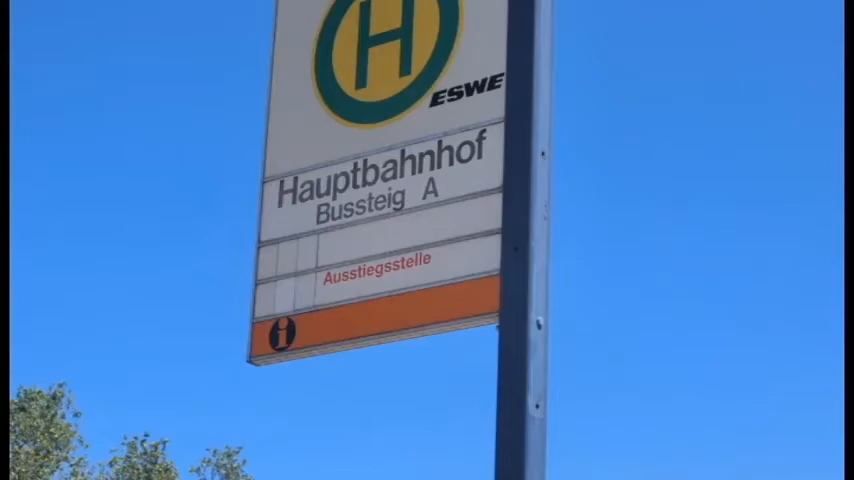 H
ESWE
Hauptbahnhof
Bussteig A
Ausstiegsstelle
i